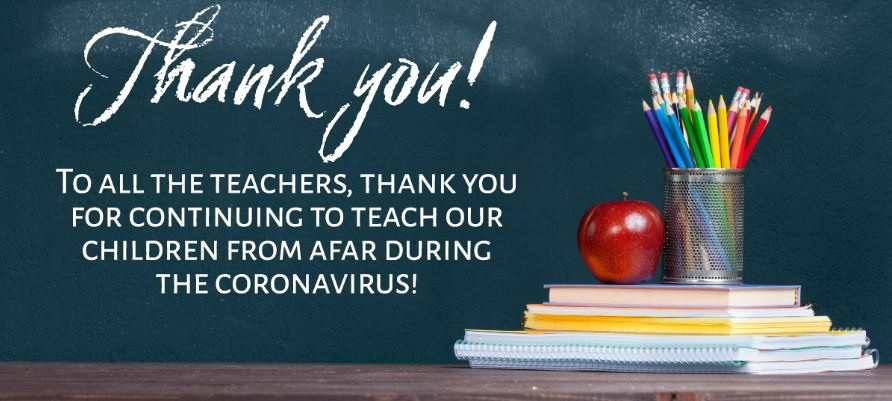 Thank you!
To all the teachers, thank you
for continuing to teach our
children from afar during
the coronavirus!